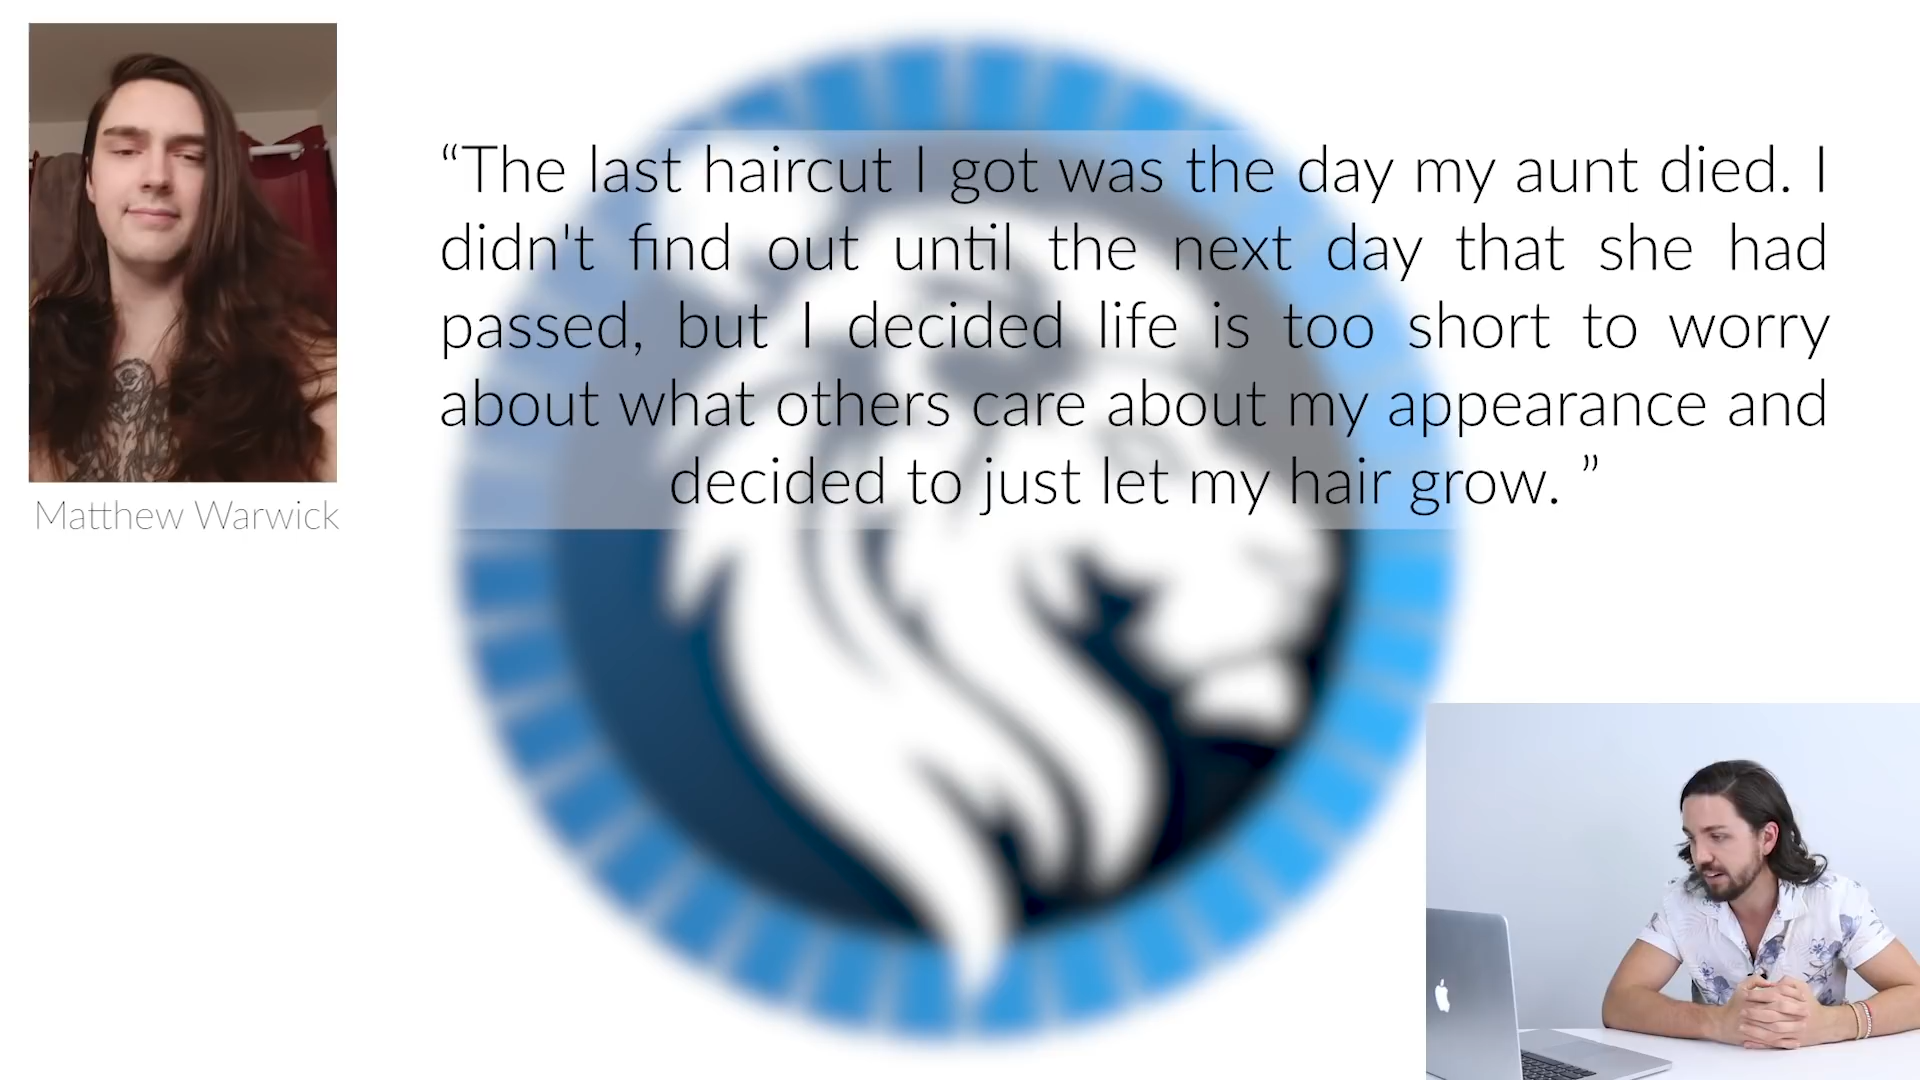 “The last haircut I got was the day my aunt died. I
didn't find out until the next day that she had
passed, but I decided life is too short to worry
about what others care about my appearance and
decided to just let my hair grow. ”
Matthew Warwick